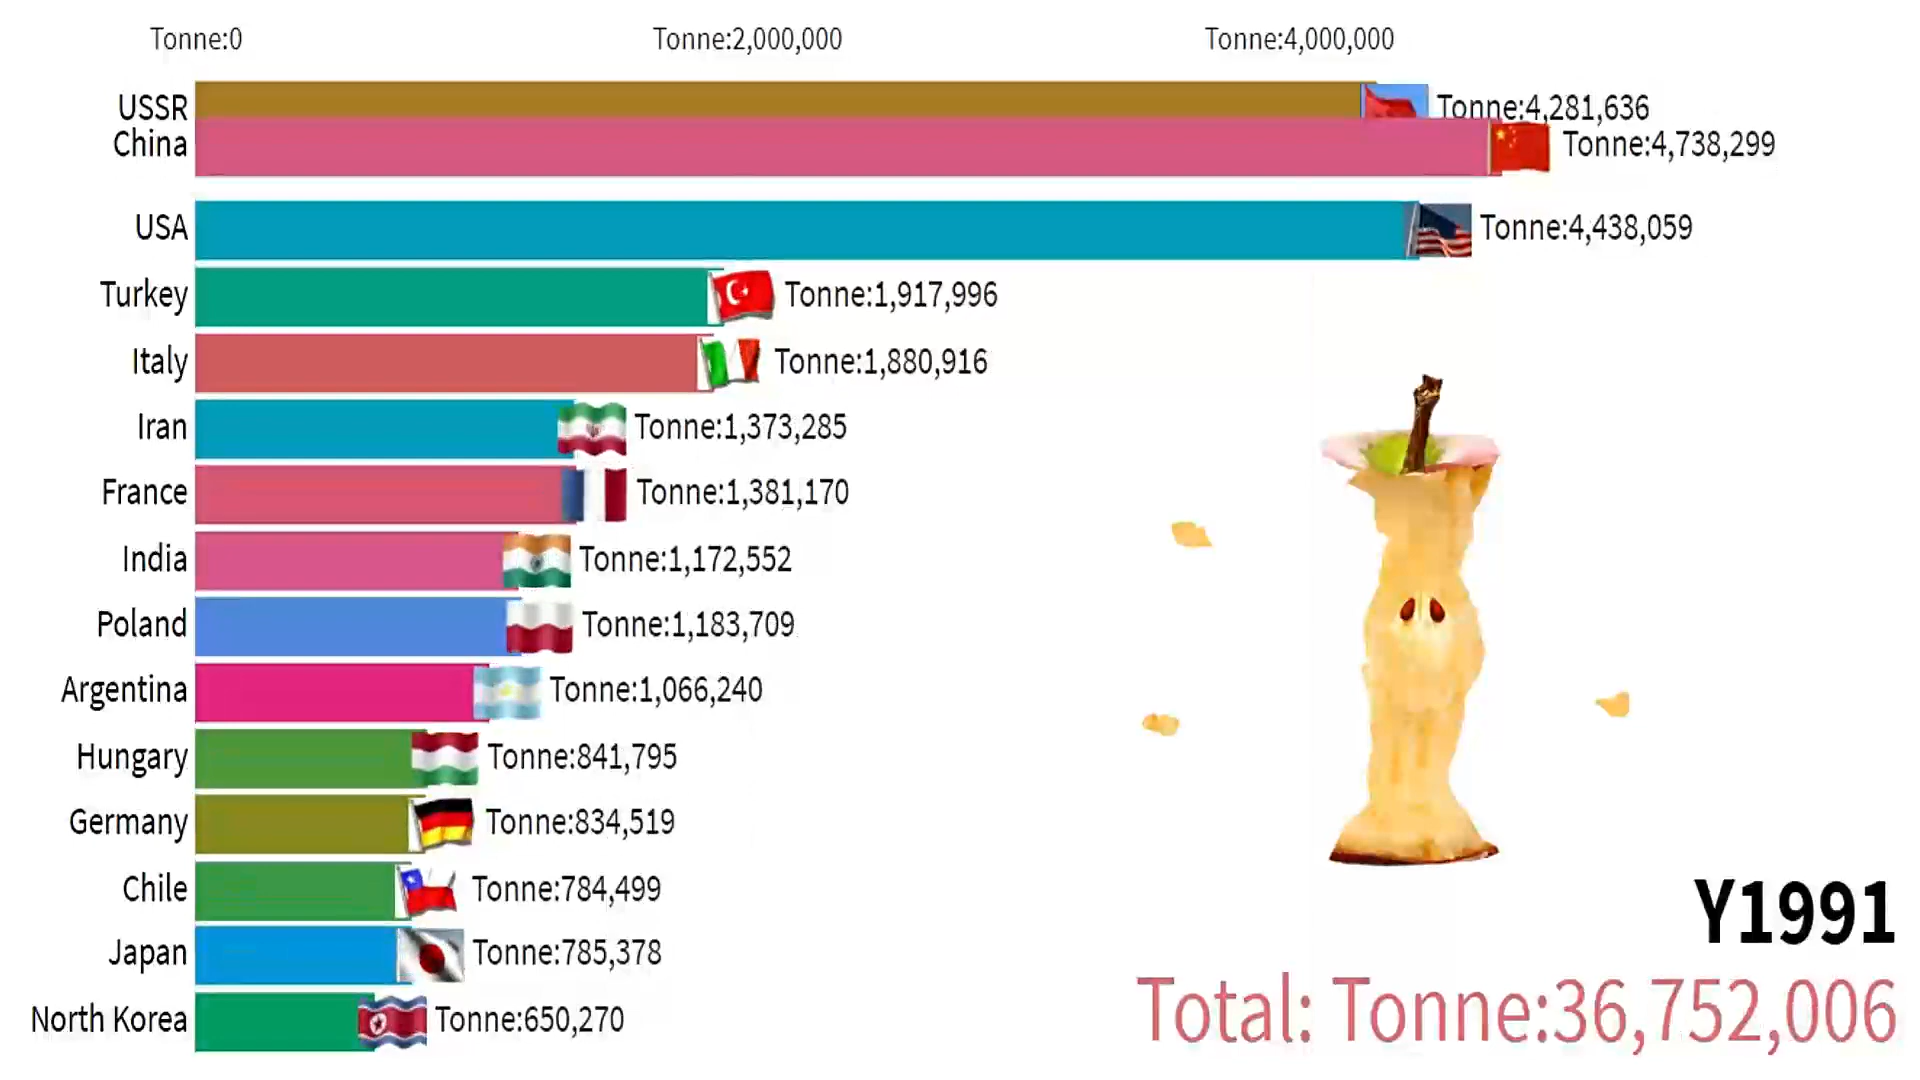 Tonne:0 Tonne:2,000,000 Tonne:4,000,000
USSR Tonne:4,281,636
China Tonne:4,738,299
USA Tonne:4,438,059
Turkey Tonne:1,917,996
Italy Tonne:1,880,916
Iran Tonne:1,373,285
France Tonne:1,381,170
India Tonne:1,172,552
Poland Tonne:1,183,709
Argentina Tonne:1,066,240
Hungary Tonne:841,795
Germany Tonne:834,519
Chile Tonne:784,499
Japan Tonne:785,378
North Korea Tonne:650,270
Y1991
Total: Tonne:36,752,006